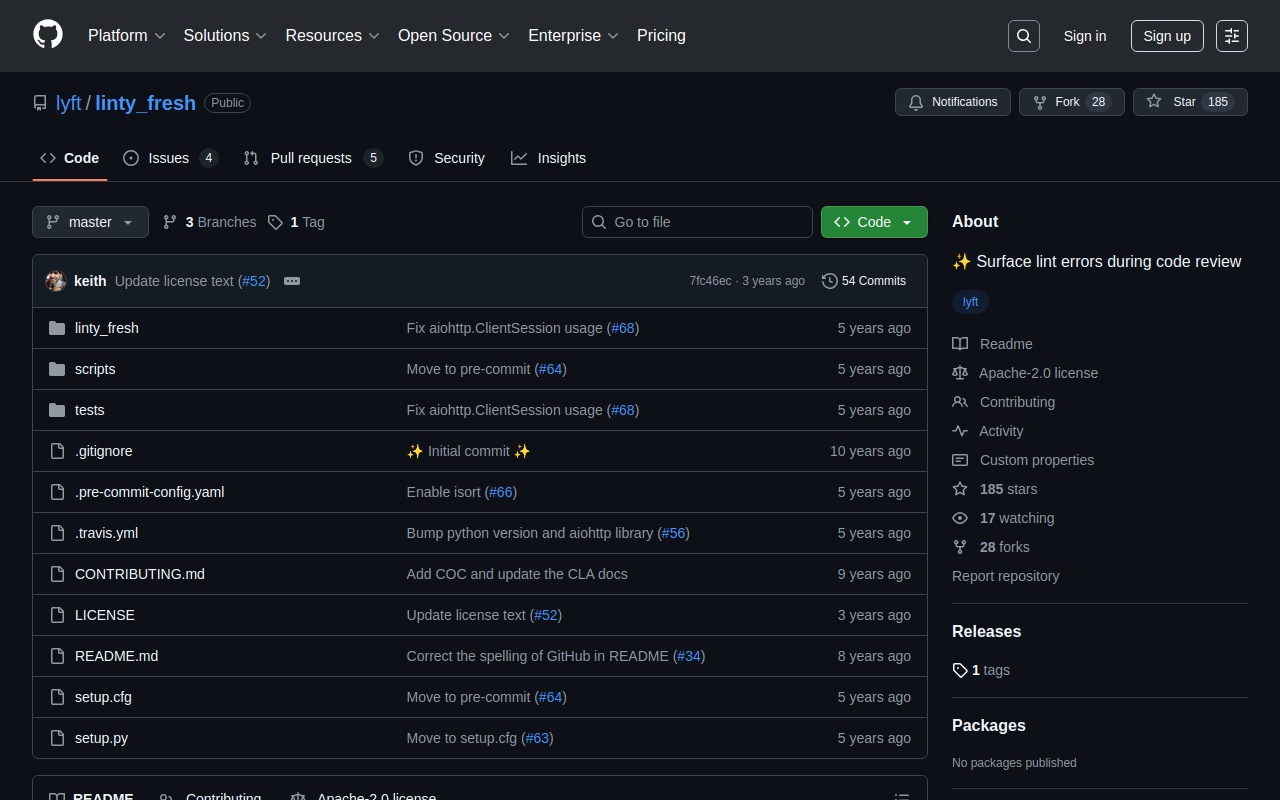 Platform Solutions Resources Open Source Enterprise Pricing Sign in Sign up
lyft / linty_fresh Public Notifications Fork 28 Star 185
Code Issues 4 Pull requests 5 Security Insights
master 3 Branches 1 Tag Go to file Code
keith Update license text (#52) 7fc46ec · 3 years ago 54 Commits
linty_fresh Fix aiohttp.ClientSession usage (#68) 5 years ago
scripts Move to pre-commit (#64) 5 years ago
tests Fix aiohttp.ClientSession usage (#68) 5 years ago
.gitignore ✨ Initial commit ✨ 10 years ago
.pre-commit-config.yaml Enable isort (#66) 5 years ago
.travis.yml Bump python version and aiohttp library (#56) 5 years ago
CONTRIBUTING.md Add COC and update the CLA docs 9 years ago
LICENSE Update license text (#52) 3 years ago
README.md Correct the spelling of GitHub in README (#34) 8 years ago
setup.cfg Move to pre-commit (#64) 5 years ago
setup.py Move to setup.cfg (#63) 5 years ago
README Contributing Apache-2.0 license
About
✨ Surface lint errors during code review
lyft
Readme
Apache-2.0 license
Contributing
Activity
Custom properties
185 stars
17 watching
28 forks
Report repository
Releases
1 tags
Packages
No packages published